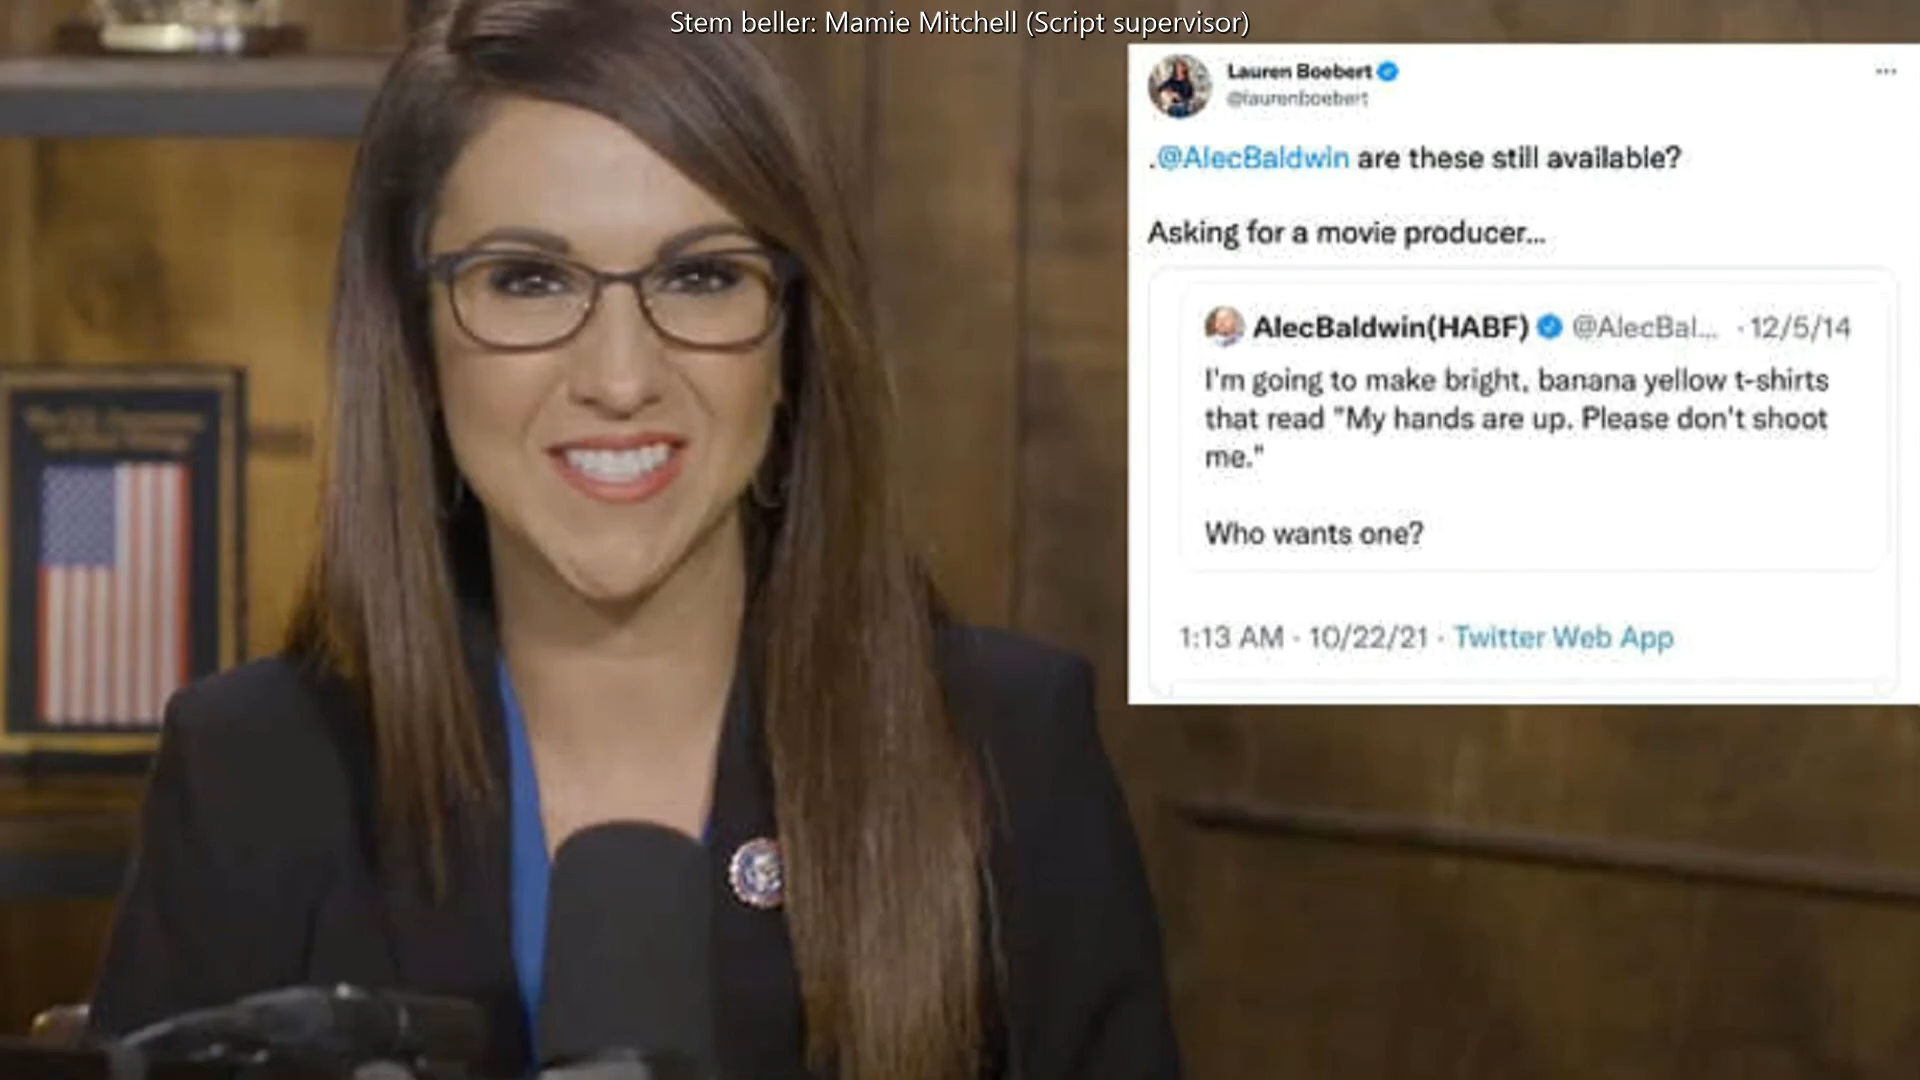 Stem beller: Mamie Mitchell (Script supervisor)
Lauren Boebert
@laurenboebert
.@AlecBaldwin are these still available?
Asking for a movie producer...
AlecBaldwin(HABF) @AlecBal... · 12/5/14
I'm going to make bright, banana yellow t-shirts
that read "My hands are up. Please don't shoot
me."
Who wants one?
1:13 AM · 10/22/21 · Twitter Web App